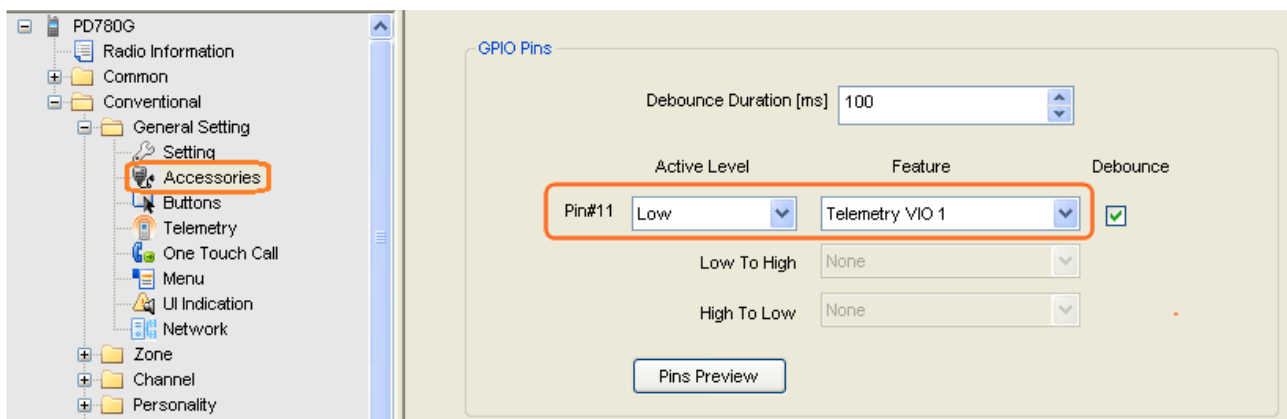 PD780G
Radio Information
Common
Conventional
General Setting
Setting
Accessories
Buttons
Telemetry
One Touch Call
Menu
UI Indication
Network
Zone
Channel
Personality
GPIO Pins
Debounce Duration [ms] 100
Active Level Feature Debounce
Pin#11 Low Telemetry VIO 1
Low To High None
High To Low None
Pins Preview